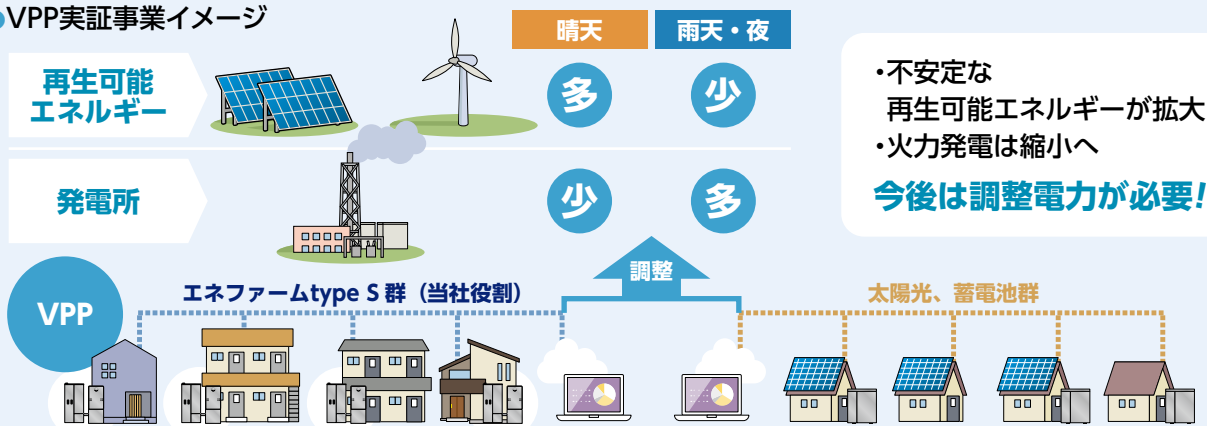 VPP実証事業イメージ
晴天
雨天・夜
再生可能
エネルギー
多
少
発電所
少
多
・不安定な
再生可能エネルギーが拡大
・火力発電は縮小へ
今後は調整電力が必要!
調整
VPP
エネファームtype S 群（当社役割）
太陽光、蓄電池群